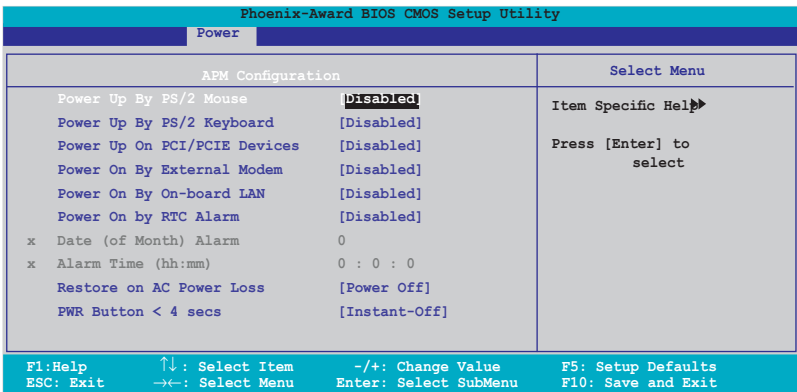 Phoenix-Award BIOS CMOS Setup Utility
Power
APM Configuration
Select Menu
Power Up By PS/2 Mouse [Disabled]
Item Specific Help
Power Up By PS/2 Keyboard [Disabled]
Power Up On PCI/PCIE Devices [Disabled]
Press [Enter] to
select
Power On By External Modem [Disabled]
Power On By On-board LAN [Disabled]
Power On by RTC Alarm [Disabled]
x Date (of Month) Alarm 0
x Alarm Time (hh:mm) 0 : 0 : 0
Restore on AC Power Loss [Power Off]
PWR Button < 4 secs [Instant-Off]
F1:Help ↑↓: Select Item -/+: Change Value F5: Setup Defaults
ESC: Exit →←: Select Menu Enter: Select SubMenu F10: Save and Exit